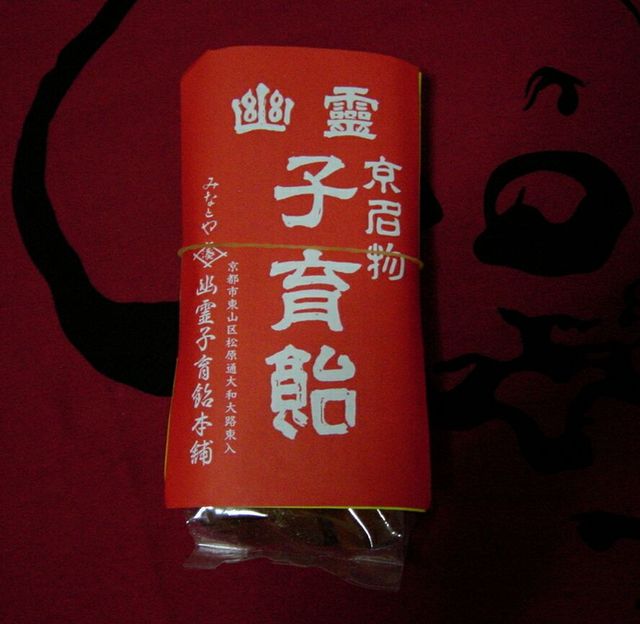 幽靈
京名物
子育飴
京都市東山区松原通大和大路東入
みなとや
幽霊子育飴本舗